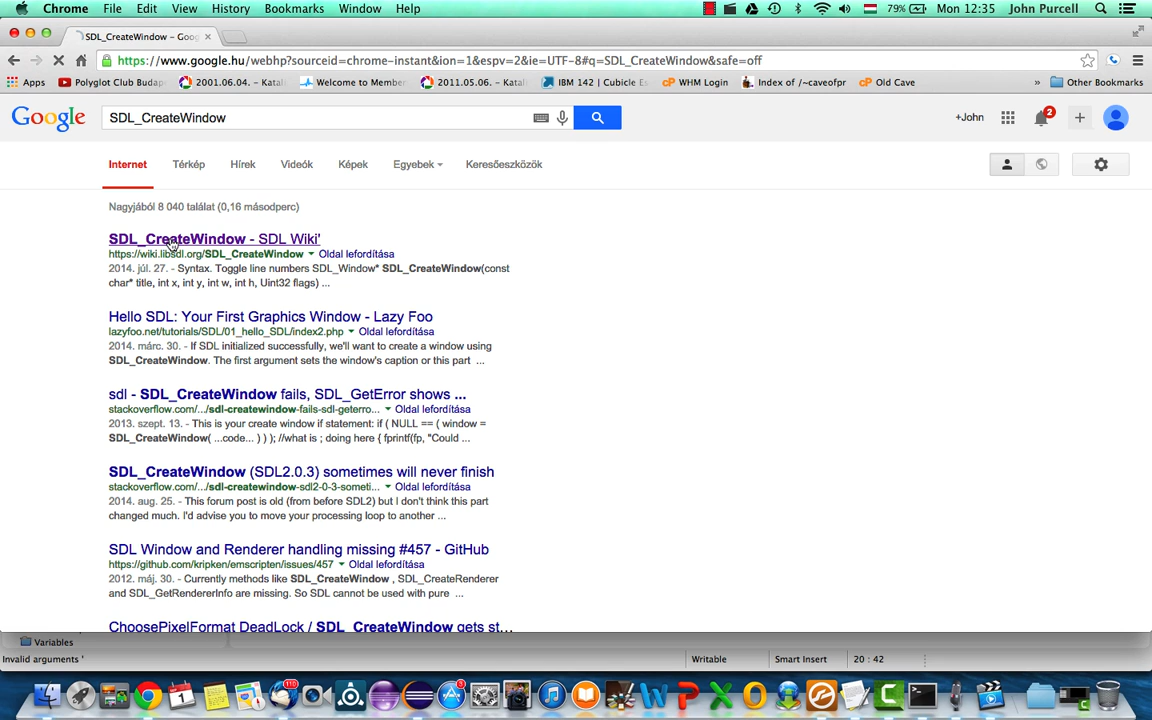 Chrome File Edit View History Bookmarks Window Help 79% Mon 12:35 John Purcell
SDL_CreateWindow - Goog
https://www.google.hu/webhp?sourceid=chrome-instant&ion=1&espv=2&ie=UTF-8#q=SDL_CreateWindow&safe=off
Apps Polyglot Club Budap 2001.06.04. - Katali Welcome to Member 2011.05.06. - Katali IBM 142 | Cubicle Es cP WHM Login Index of /~caveofpr cP Old Cave » Other Bookmarks
Google SDL_CreateWindow +John 2
Internet Térkép Hírek Videók Képek Egyebek Keresőeszközök
Nagyjából 8 040 találat (0,16 másodperc)
SDL_CreateWindow - SDL Wiki'
https://wiki.libsdl.org/SDL_CreateWindow Oldal lefordítása
2014. júl. 27. - Syntax. Toggle line numbers SDL_Window* SDL_CreateWindow(const
char* title, int x, int y, int w, int h, Uint32 flags) ...
Hello SDL: Your First Graphics Window - Lazy Foo
lazyfoo.net/tutorials/SDL/01_hello_SDL/index2.php Oldal lefordítása
2014. márc. 30. - If SDL initialized successfully, we'll want to create a window using
SDL_CreateWindow. The first argument sets the window's caption or this part ...
sdl - SDL_CreateWindow fails, SDL_GetError shows ...
stackoverflow.com/.../sdl-createwindow-fails-sdl-geterro... Oldal lefordítása
2013. szept. 13. - This is your create window if statement: if ( NULL == ( window =
SDL_CreateWindow( ...code... ) ) ); //what is ; doing here { fprintf(fp, "Could ...
SDL_CreateWindow (SDL2.0.3) sometimes will never finish
stackoverflow.com/.../sdl-createwindow-sdl2-0-3-someti... Oldal lefordítása
2014. aug. 25. - This forum post is old (from before SDL2) but I don't think this part
changed much. I'd advise you to move your processing loop to another ...
SDL Window and Renderer handling missing #457 - GitHub
https://github.com/kripken/emscripten/issues/457 Oldal lefordítása
2012. máj. 30. - Currently methods like SDL_CreateWindow , SDL_CreateRenderer
and SDL_GetRendererInfo are missing. So SDL cannot be used with pure ...
ChoosePixelFormat DeadLock / SDL_CreateWindow gets st...
Variables
Invalid arguments ' Writable Smart Insert 20 : 42